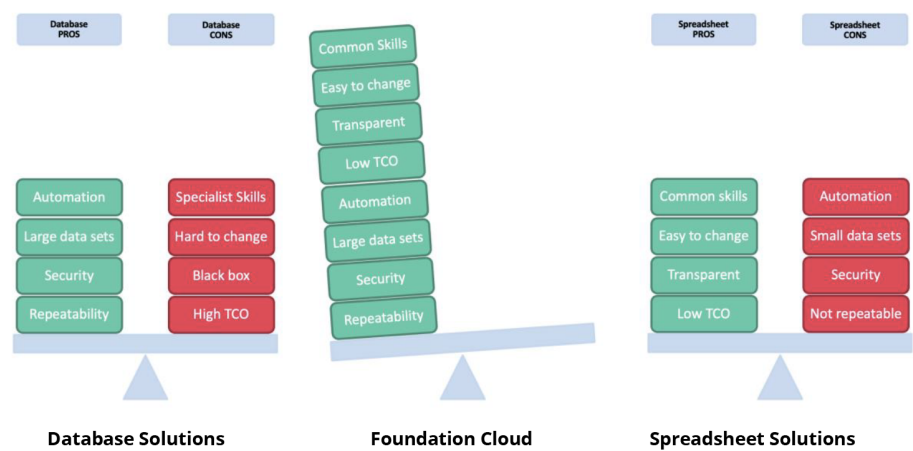 Database
PROS
Database
CONS
Automation
Large data sets
Security
Repeatability
Specialist Skills
Hard to change
Black box
High TCO
Database Solutions
Common Skills
Easy to change
Transparent
Low TCO
Automation
Large data sets
Security
Repeatability
Foundation Cloud
Spreadsheet
PROS
Spreadsheet
CONS
Common skills
Easy to change
Transparent
Low TCO
Automation
Small data sets
Security
Not repeatable
Spreadsheet Solutions